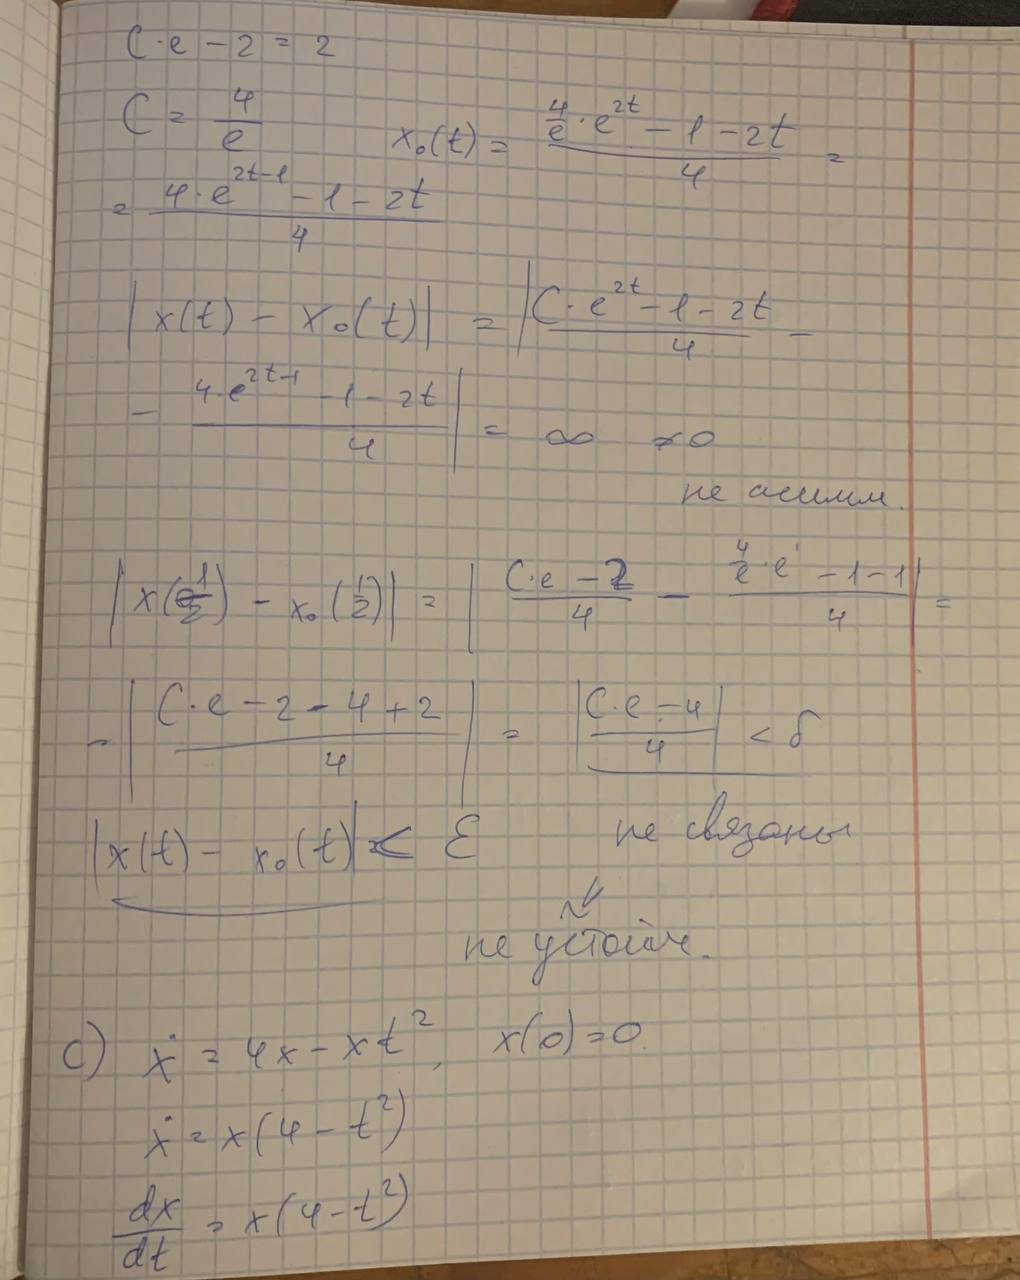 C·e − 2 = 2
C = 4/e   x₀(t) = (4/e · e^{2t} − 1 − 2t)/4 =
= (4·e^{2t−1} − 1 − 2t)/4
|x(t) − x₀(t)| = |(C·e^{2t} − 1 − 2t)/4 −
− (4·e^{2t−1} − 1 − 2t)/4| = ∞ ≠ 0
не асимм.
|x(1/2) − x₀(1/2)| = |(C·e − 2)/4 − (4/e · e¹ − 1 − 1)/4| =
= |(C·e − 2 − 4 + 2)/4| = |(C·e − 4)/4| < δ
|x(t) − x₀(t)| < ε   не связаны
не устойч.
c) ẋ = 4x − xt², x(0) = 0.
ẋ = x(4 − t²)
dx/dt = x(4 − t²)